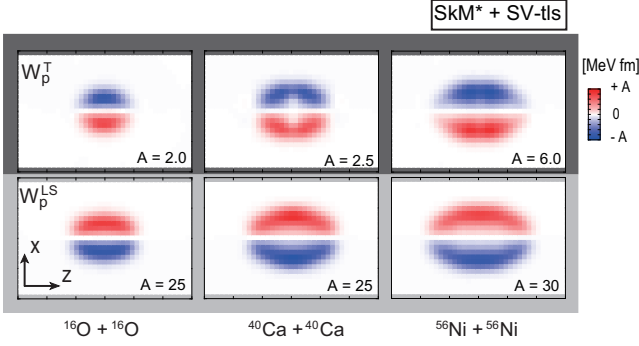 SkM* + SV-tls
[MeV fm]
+ A
0
- A
W_p^T
A = 2.0
A = 2.5
A = 6.0
W_p^LS
X
Z
A = 25
A = 25
A = 30
¹⁶O + ¹⁶O
⁴⁰Ca + ⁴⁰Ca
⁵⁶Ni + ⁵⁶Ni